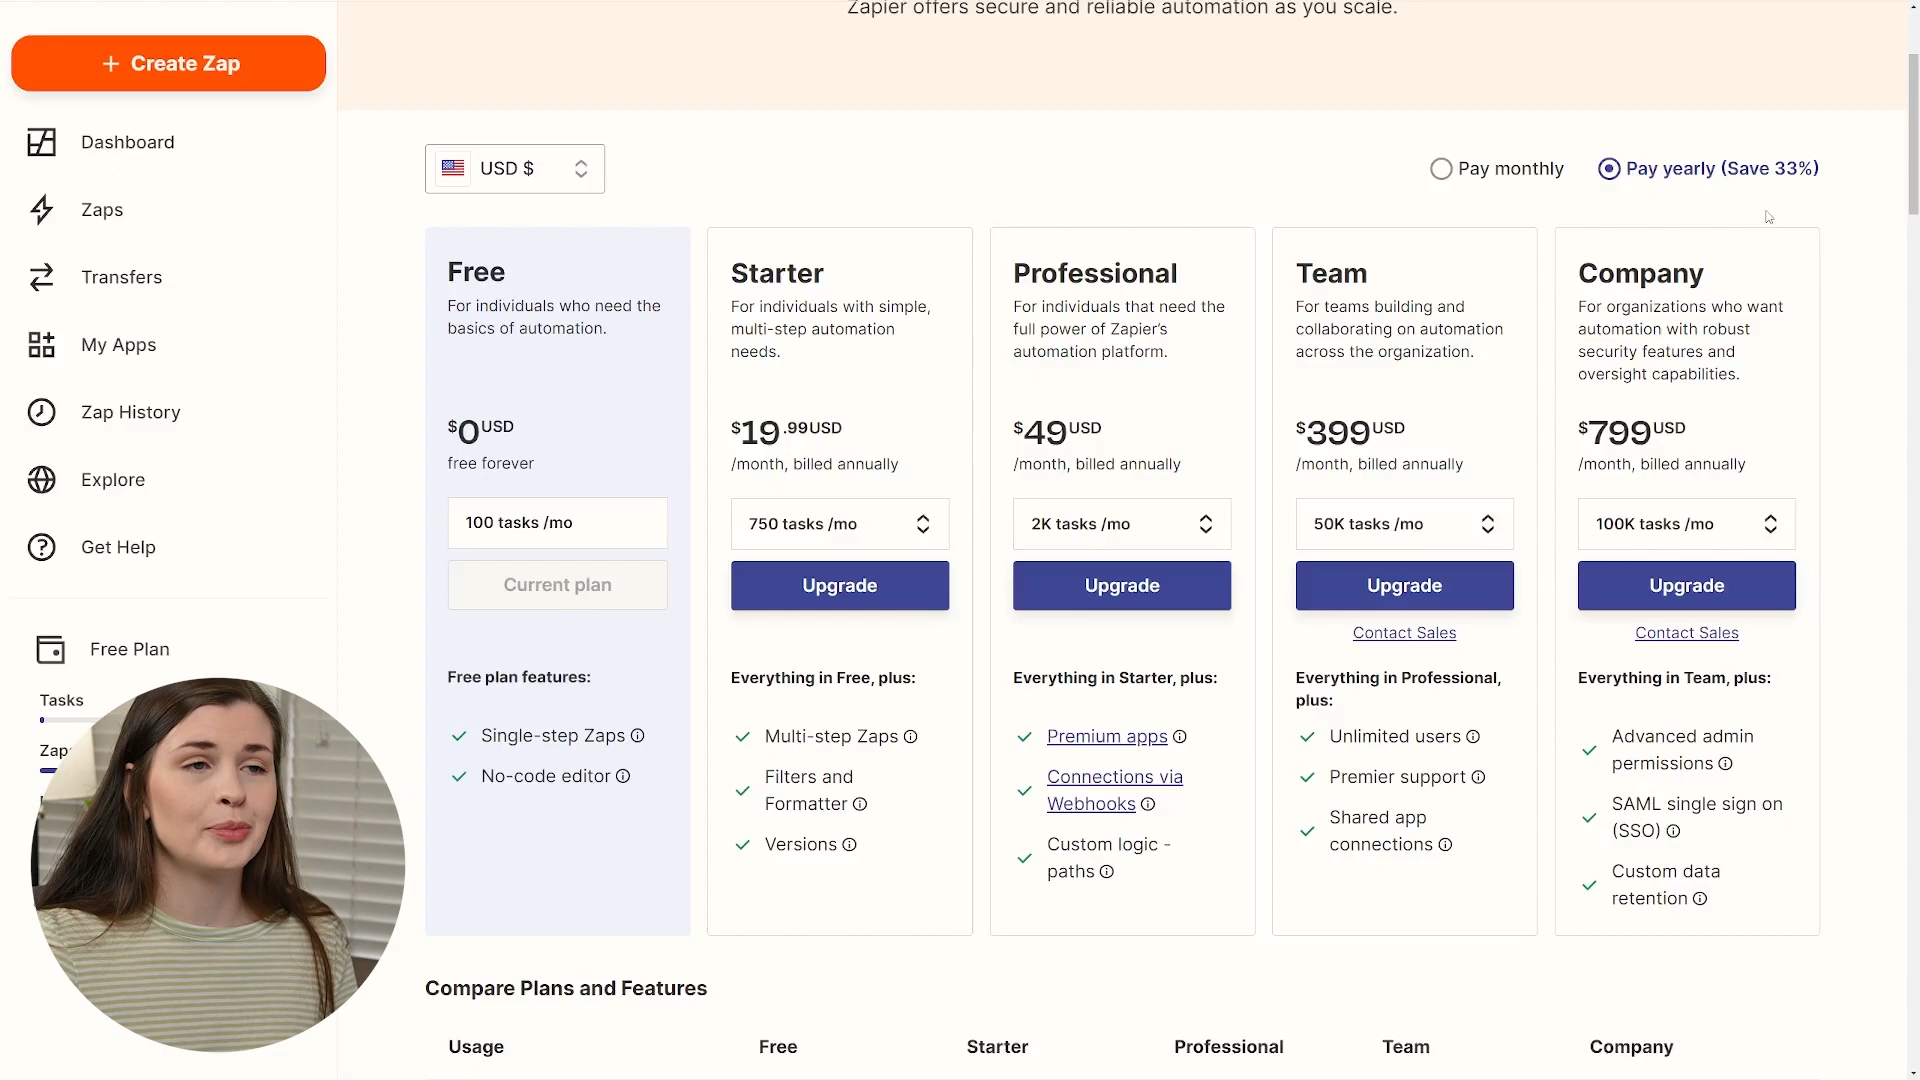 Zapier offers secure and reliable automation as you scale.
+ Create Zap
Dashboard
Zaps
Transfers
My Apps
Zap History
Explore
Get Help
Free Plan
Tasks
Zap
USD $
Pay monthly
Pay yearly (Save 33%)
Free
For individuals who need the
basics of automation.
$0USD
free forever
100 tasks /mo
Current plan
Free plan features:
Single-step Zaps
No-code editor
Starter
For individuals with simple,
multi-step automation
needs.
$19.99USD
/month, billed annually
750 tasks /mo
Upgrade
Everything in Free, plus:
Multi-step Zaps
Filters and
Formatter
Versions
Professional
For individuals that need the
full power of Zapier’s
automation platform.
$49USD
/month, billed annually
2K tasks /mo
Upgrade
Everything in Starter, plus:
Premium apps
Connections via
Webhooks
Custom logic -
paths
Team
For teams building and
collaborating on automation
across the organization.
$399USD
/month, billed annually
50K tasks /mo
Upgrade
Contact Sales
Everything in Professional,
plus:
Unlimited users
Premier support
Shared app
connections
Company
For organizations who want
automation with robust
security features and
oversight capabilities.
$799USD
/month, billed annually
100K tasks /mo
Upgrade
Contact Sales
Everything in Team, plus:
Advanced admin
permissions
SAML single sign on
(SSO)
Custom data
retention
Compare Plans and Features
Usage
Free
Starter
Professional
Team
Company